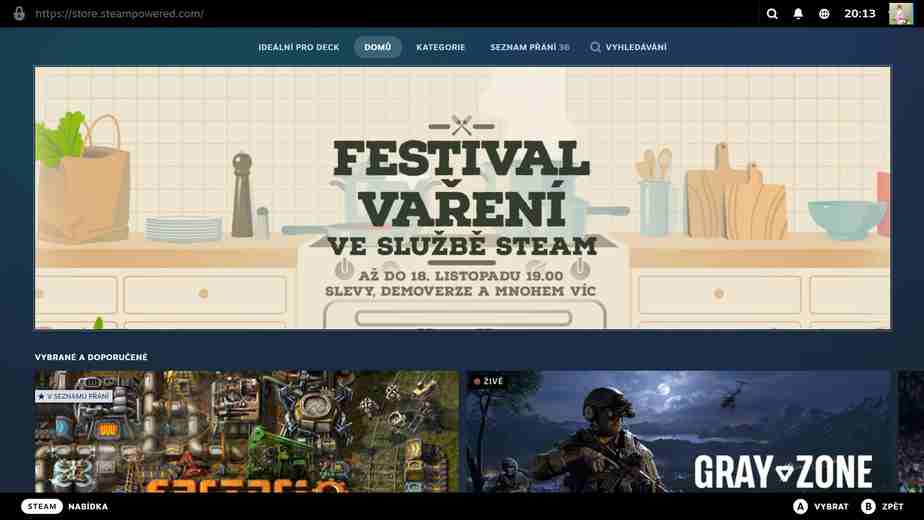 https://store.steampowered.com/
20:13
IDEÁLNÍ PRO DECK
DOMŮ
KATEGORIE
SEZNAM PŘÁNÍ 36
VYHLEDÁVÁNÍ
FESTIVAL
VAŘENÍ
VE SLUŽBĚ STEAM
AŽ DO 18. LISTOPADU 19.00
SLEVY, DEMOVERZE A MNOHEM VÍC
VYBRANÉ A DOPORUČENÉ
V SEZNAMU PŘÁNÍ
ŽIVĚ
GRAY ZONE
STEAM
NABÍDKA
A VYBRAT
B ZPĚT